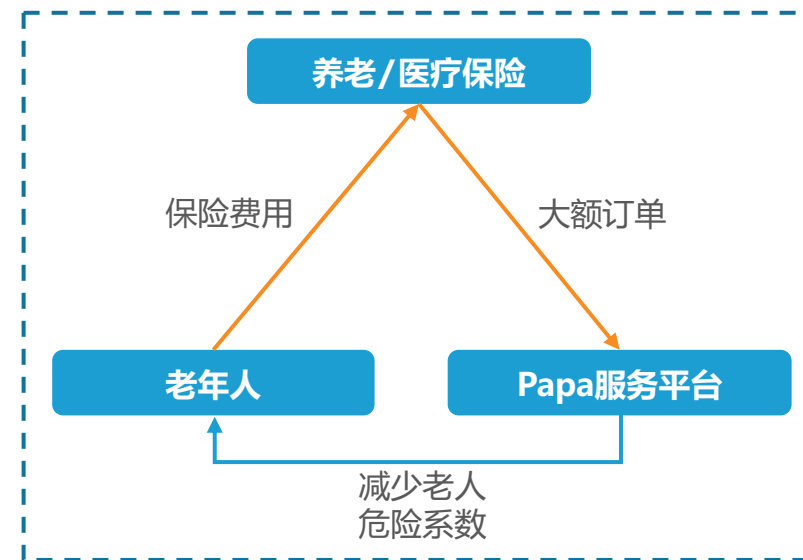 养老/医疗保险
保险费用
大额订单
老年人
Papa服务平台
减少老人
危险系数